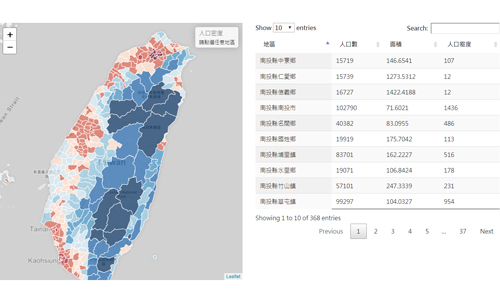 +
−
人口密度
請點選任意地區
Taiwan
Tainan
Kaohsiung
Leaflet
Show 10 entries
Search:
地區 人口數 面積 人口密度
南投縣中寮鄉 15719 146.6541 107
南投縣仁愛鄉 15739 1273.5312 12
南投縣信義鄉 16727 1422.4188 12
南投縣南投市 102790 71.6021 1436
南投縣名間鄉 40382 83.0955 486
南投縣國姓鄉 19919 175.7042 113
南投縣埔里鎮 83701 162.2227 516
南投縣水里鄉 19071 106.8424 178
南投縣竹山鎮 57101 247.3339 231
南投縣草屯鎮 99297 104.0327 954
Showing 1 to 10 of 368 entries
Previous 1 2 3 4 5 ... 37 Next